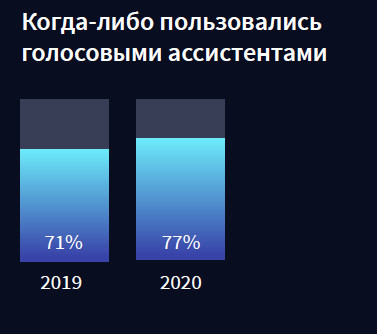 Когда-либо пользовались
голосовыми ассистентами
71% 77%
2019 2020